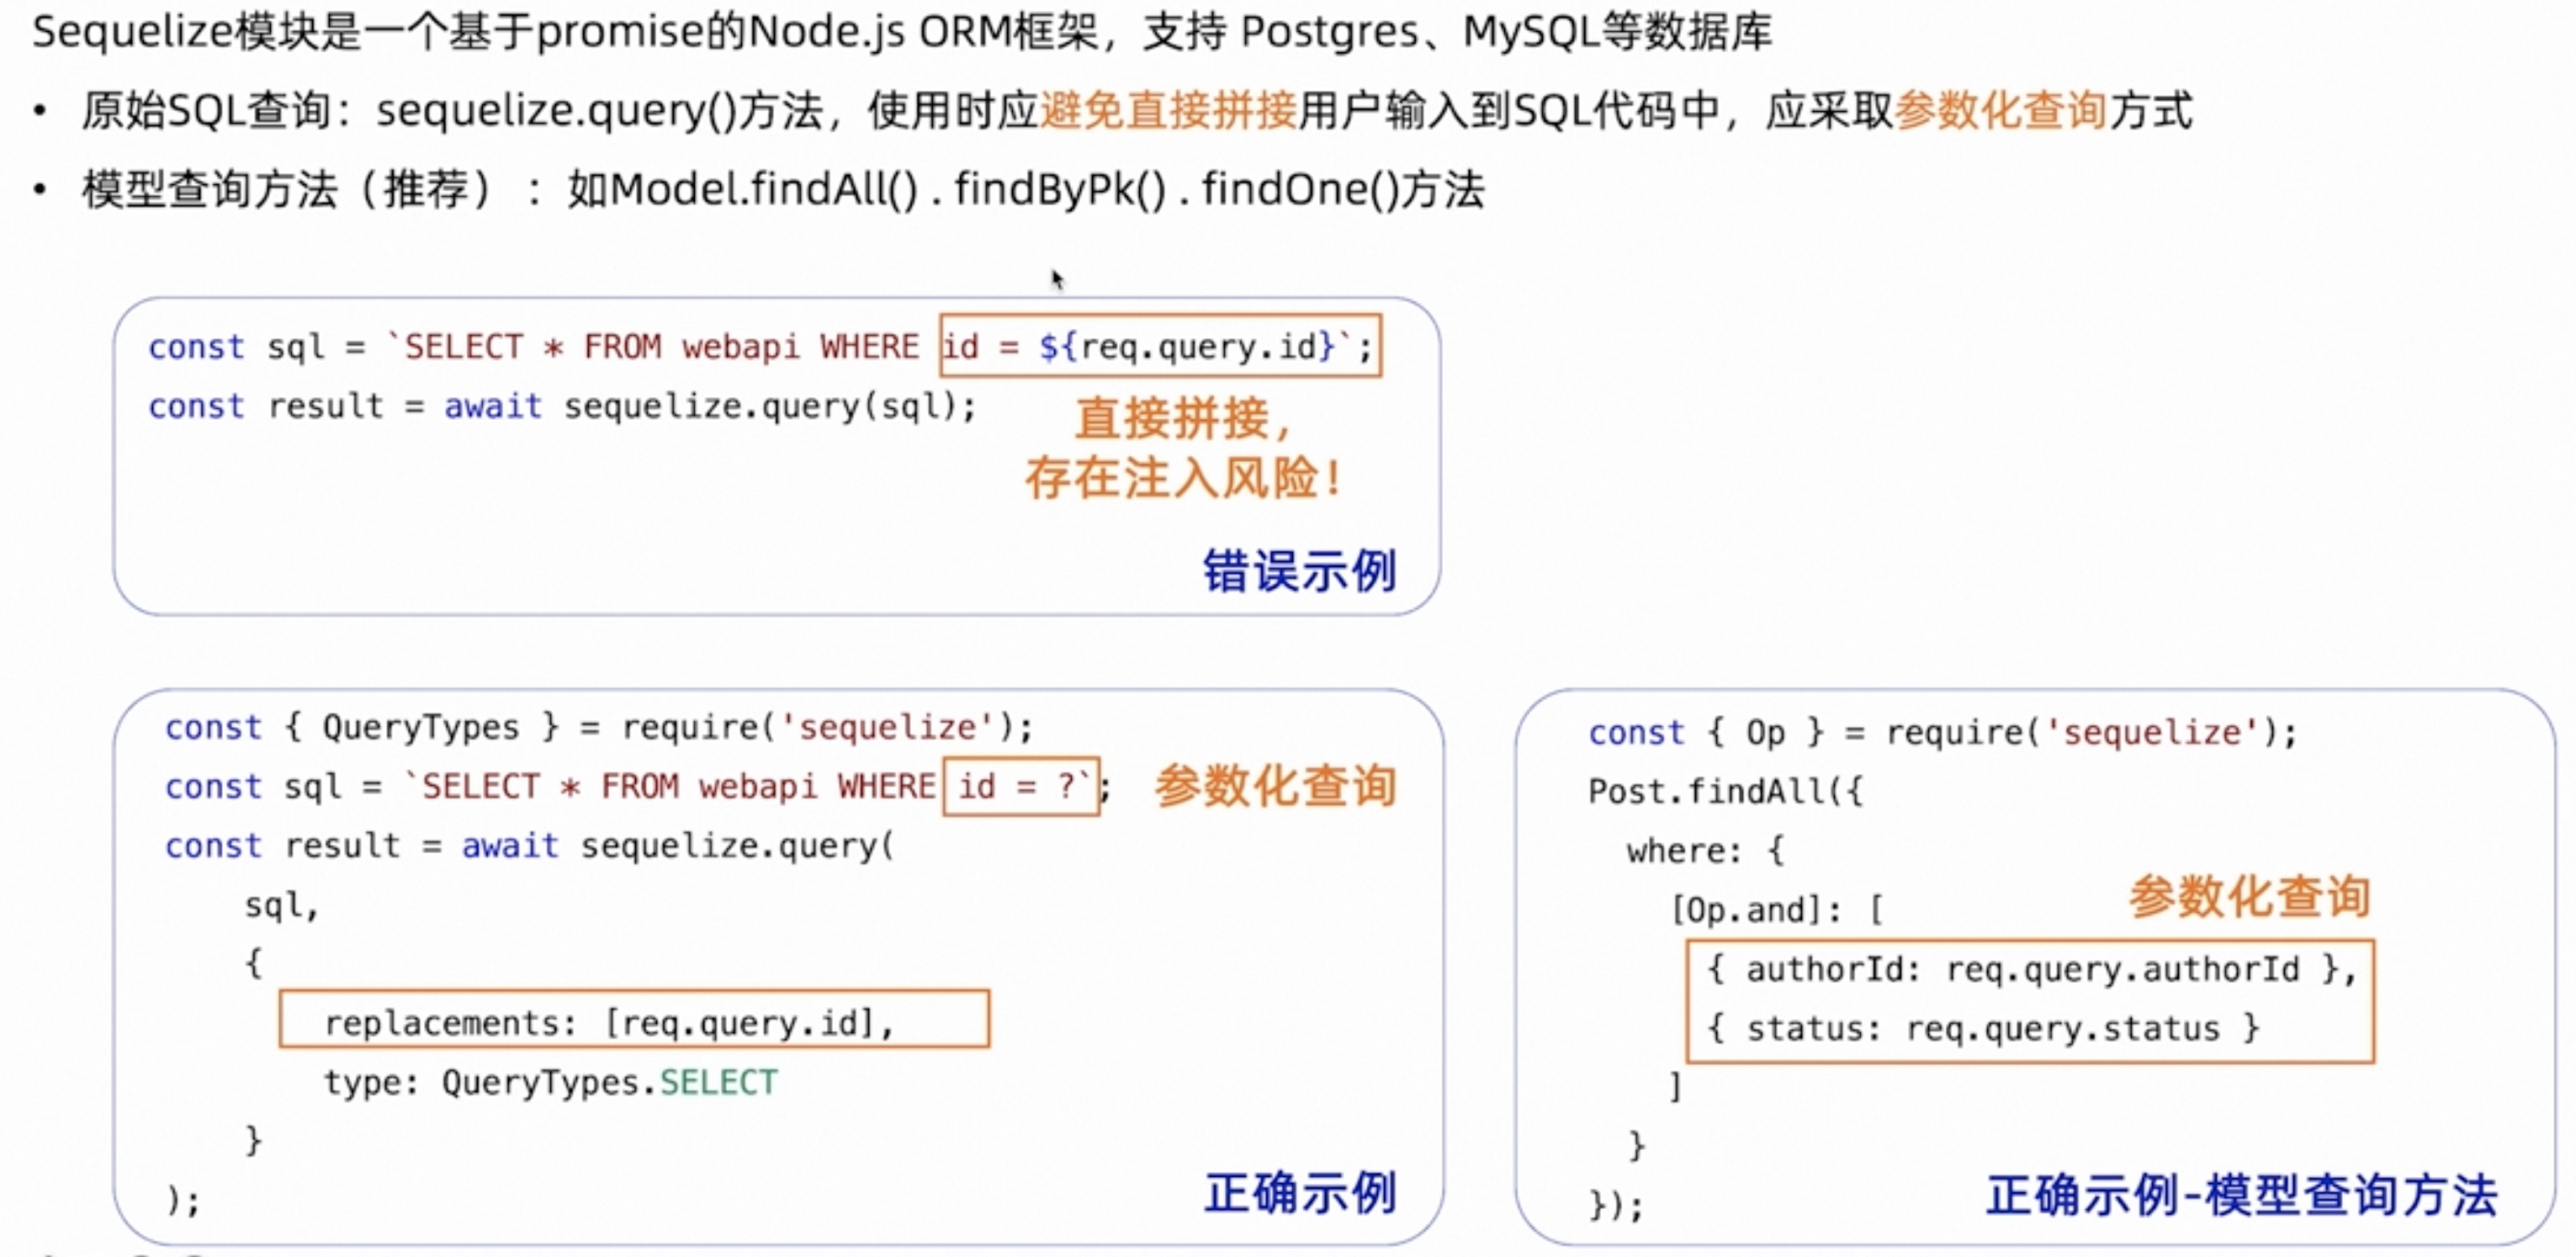 Sequelize模块是一个基于promise的Node.js ORM框架，支持 Postgres、MySQL等数据库
• 原始SQL查询：sequelize.query()方法，使用时应避免直接拼接用户输入到SQL代码中，应采取参数化查询方式
• 模型查询方法（推荐）：如Model.findAll() . findByPk() . findOne()方法
const sql = `SELECT * FROM webapi WHERE id = ${req.query.id}`;
const result = await sequelize.query(sql);
直接拼接，
存在注入风险！
错误示例
const { QueryTypes } = require('sequelize');
const sql = `SELECT * FROM webapi WHERE id = ?`;
参数化查询
const result = await sequelize.query(
sql,
{
replacements: [req.query.id],
type: QueryTypes.SELECT
}
);
正确示例
const { Op } = require('sequelize');
Post.findAll({
where: {
[Op.and]: [
参数化查询
{ authorId: req.query.authorId },
{ status: req.query.status }
]
}
});
正确示例-模型查询方法